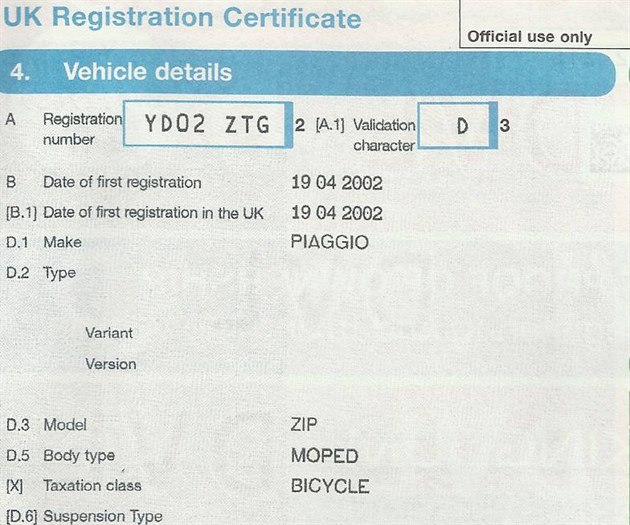 UK Registration Certificate
Official use only
4. Vehicle details
A Registration number YD02 ZTG 2 [A.1] Validation character D 3
B Date of first registration 19 04 2002
[B.1] Date of first registration in the UK 19 04 2002
D.1 Make PIAGGIO
D.2 Type
Variant
Version
D.3 Model ZIP
D.5 Body type MOPED
[X] Taxation class BICYCLE
[D.6] Suspension Type